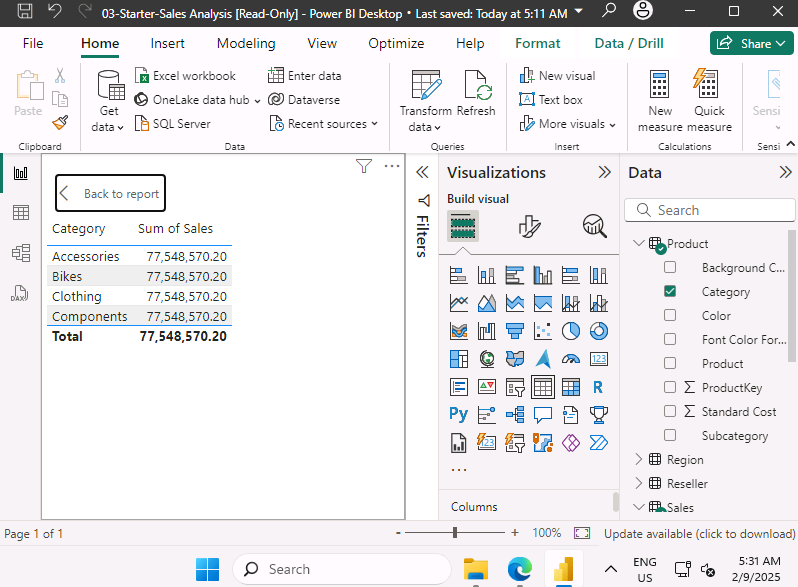 03-Starter-Sales Analysis [Read-Only] - Power BI Desktop • Last saved: Today at 5:11 AM
File Home Insert Modeling View Optimize Help Format Data / Drill Share
Paste
Clipboard
Get data
Excel workbook
OneLake data hub
SQL Server
Enter data
Dataverse
Recent sources
Data
Transform data
Refresh
Queries
New visual
Text box
More visuals
Insert
New measure
Quick measure
Calculations
Sensi
Sensi
DAX
Back to report
Category Sum of Sales
Accessories 77,548,570.20
Bikes 77,548,570.20
Clothing 77,548,570.20
Components 77,548,570.20
Total 77,548,570.20
Filters
Visualizations
Build visual
123
R
Py
123
...
Columns
Data
Search
Product
Background C...
Category
Color
Font Color For...
Product
ProductKey
Standard Cost
Subcategory
Region
Reseller
Sales
Page 1 of 1
- + 100%
Update available (click to download)
Search
ENG
US
5:31 AM
2/9/2025